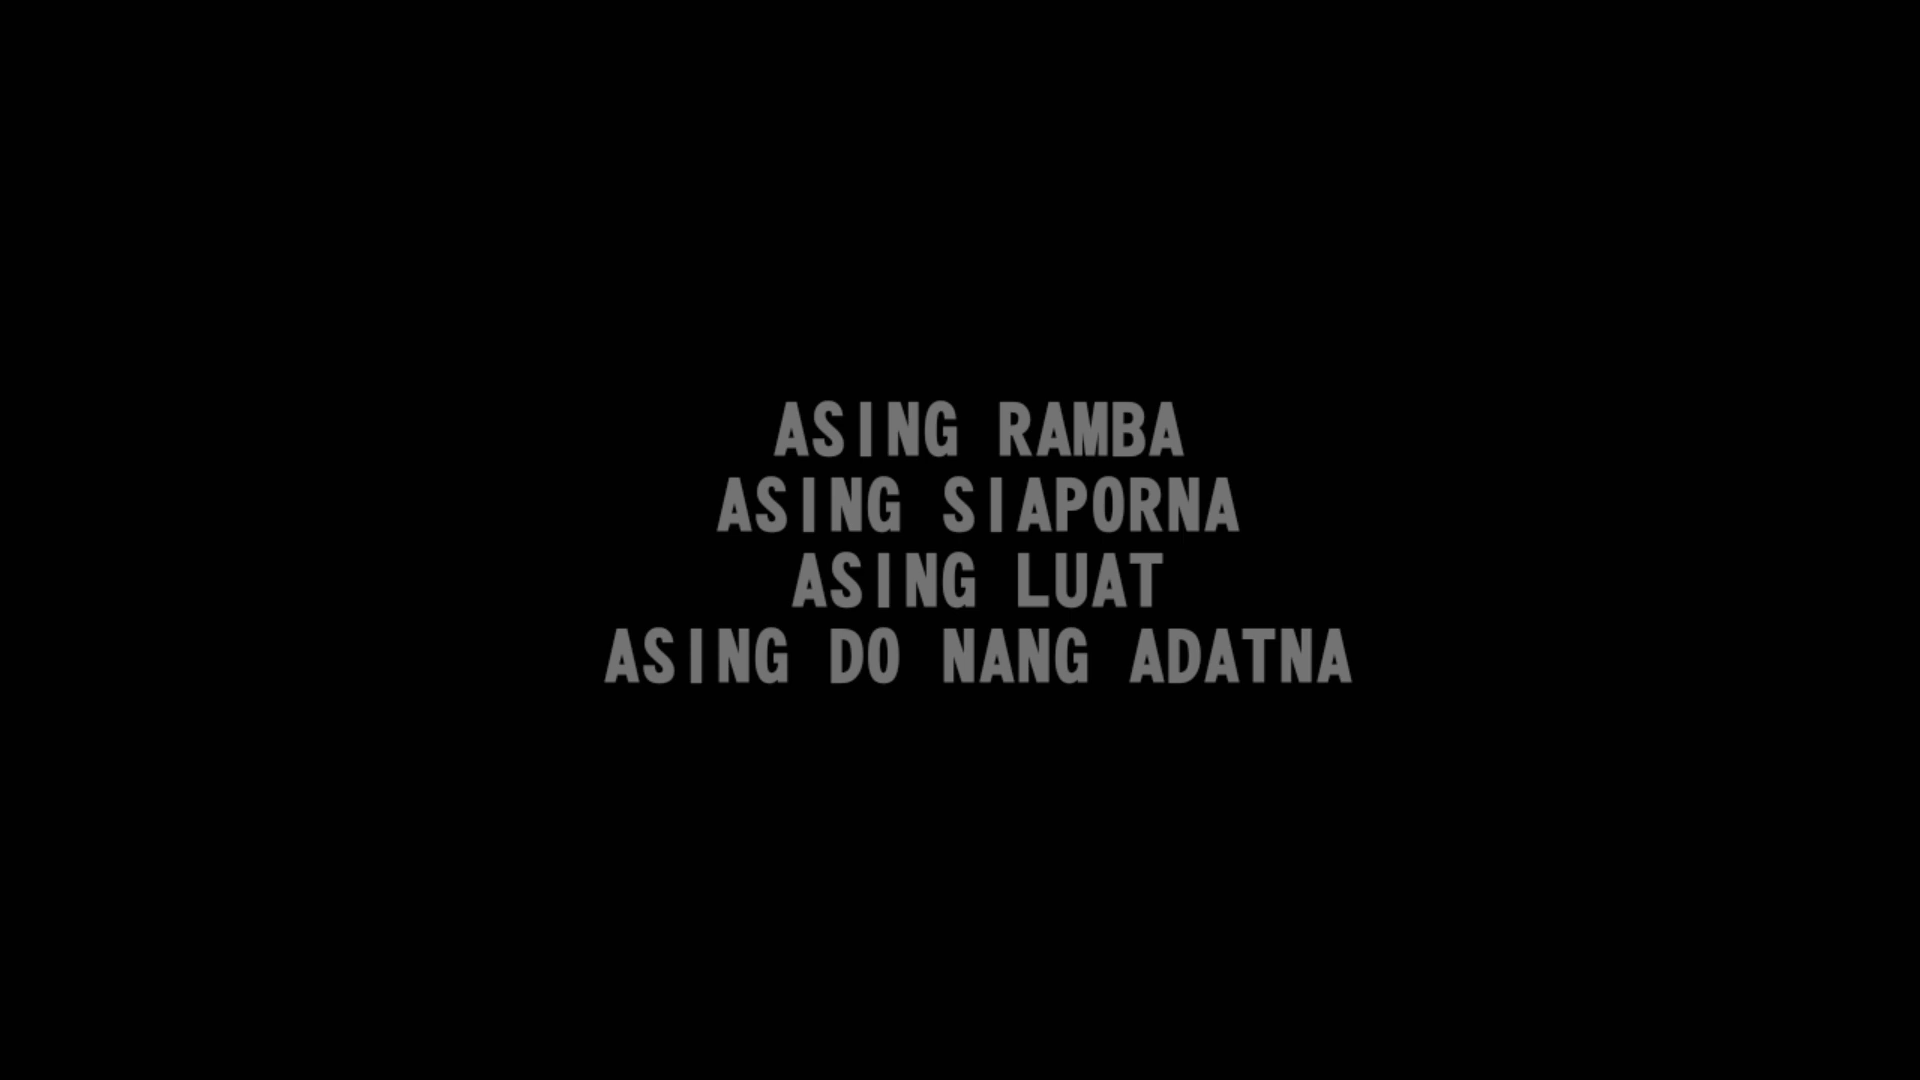 ASING RAMBA
ASING SIAPORNA
ASING LUAT
ASING DO NANG ADATNA